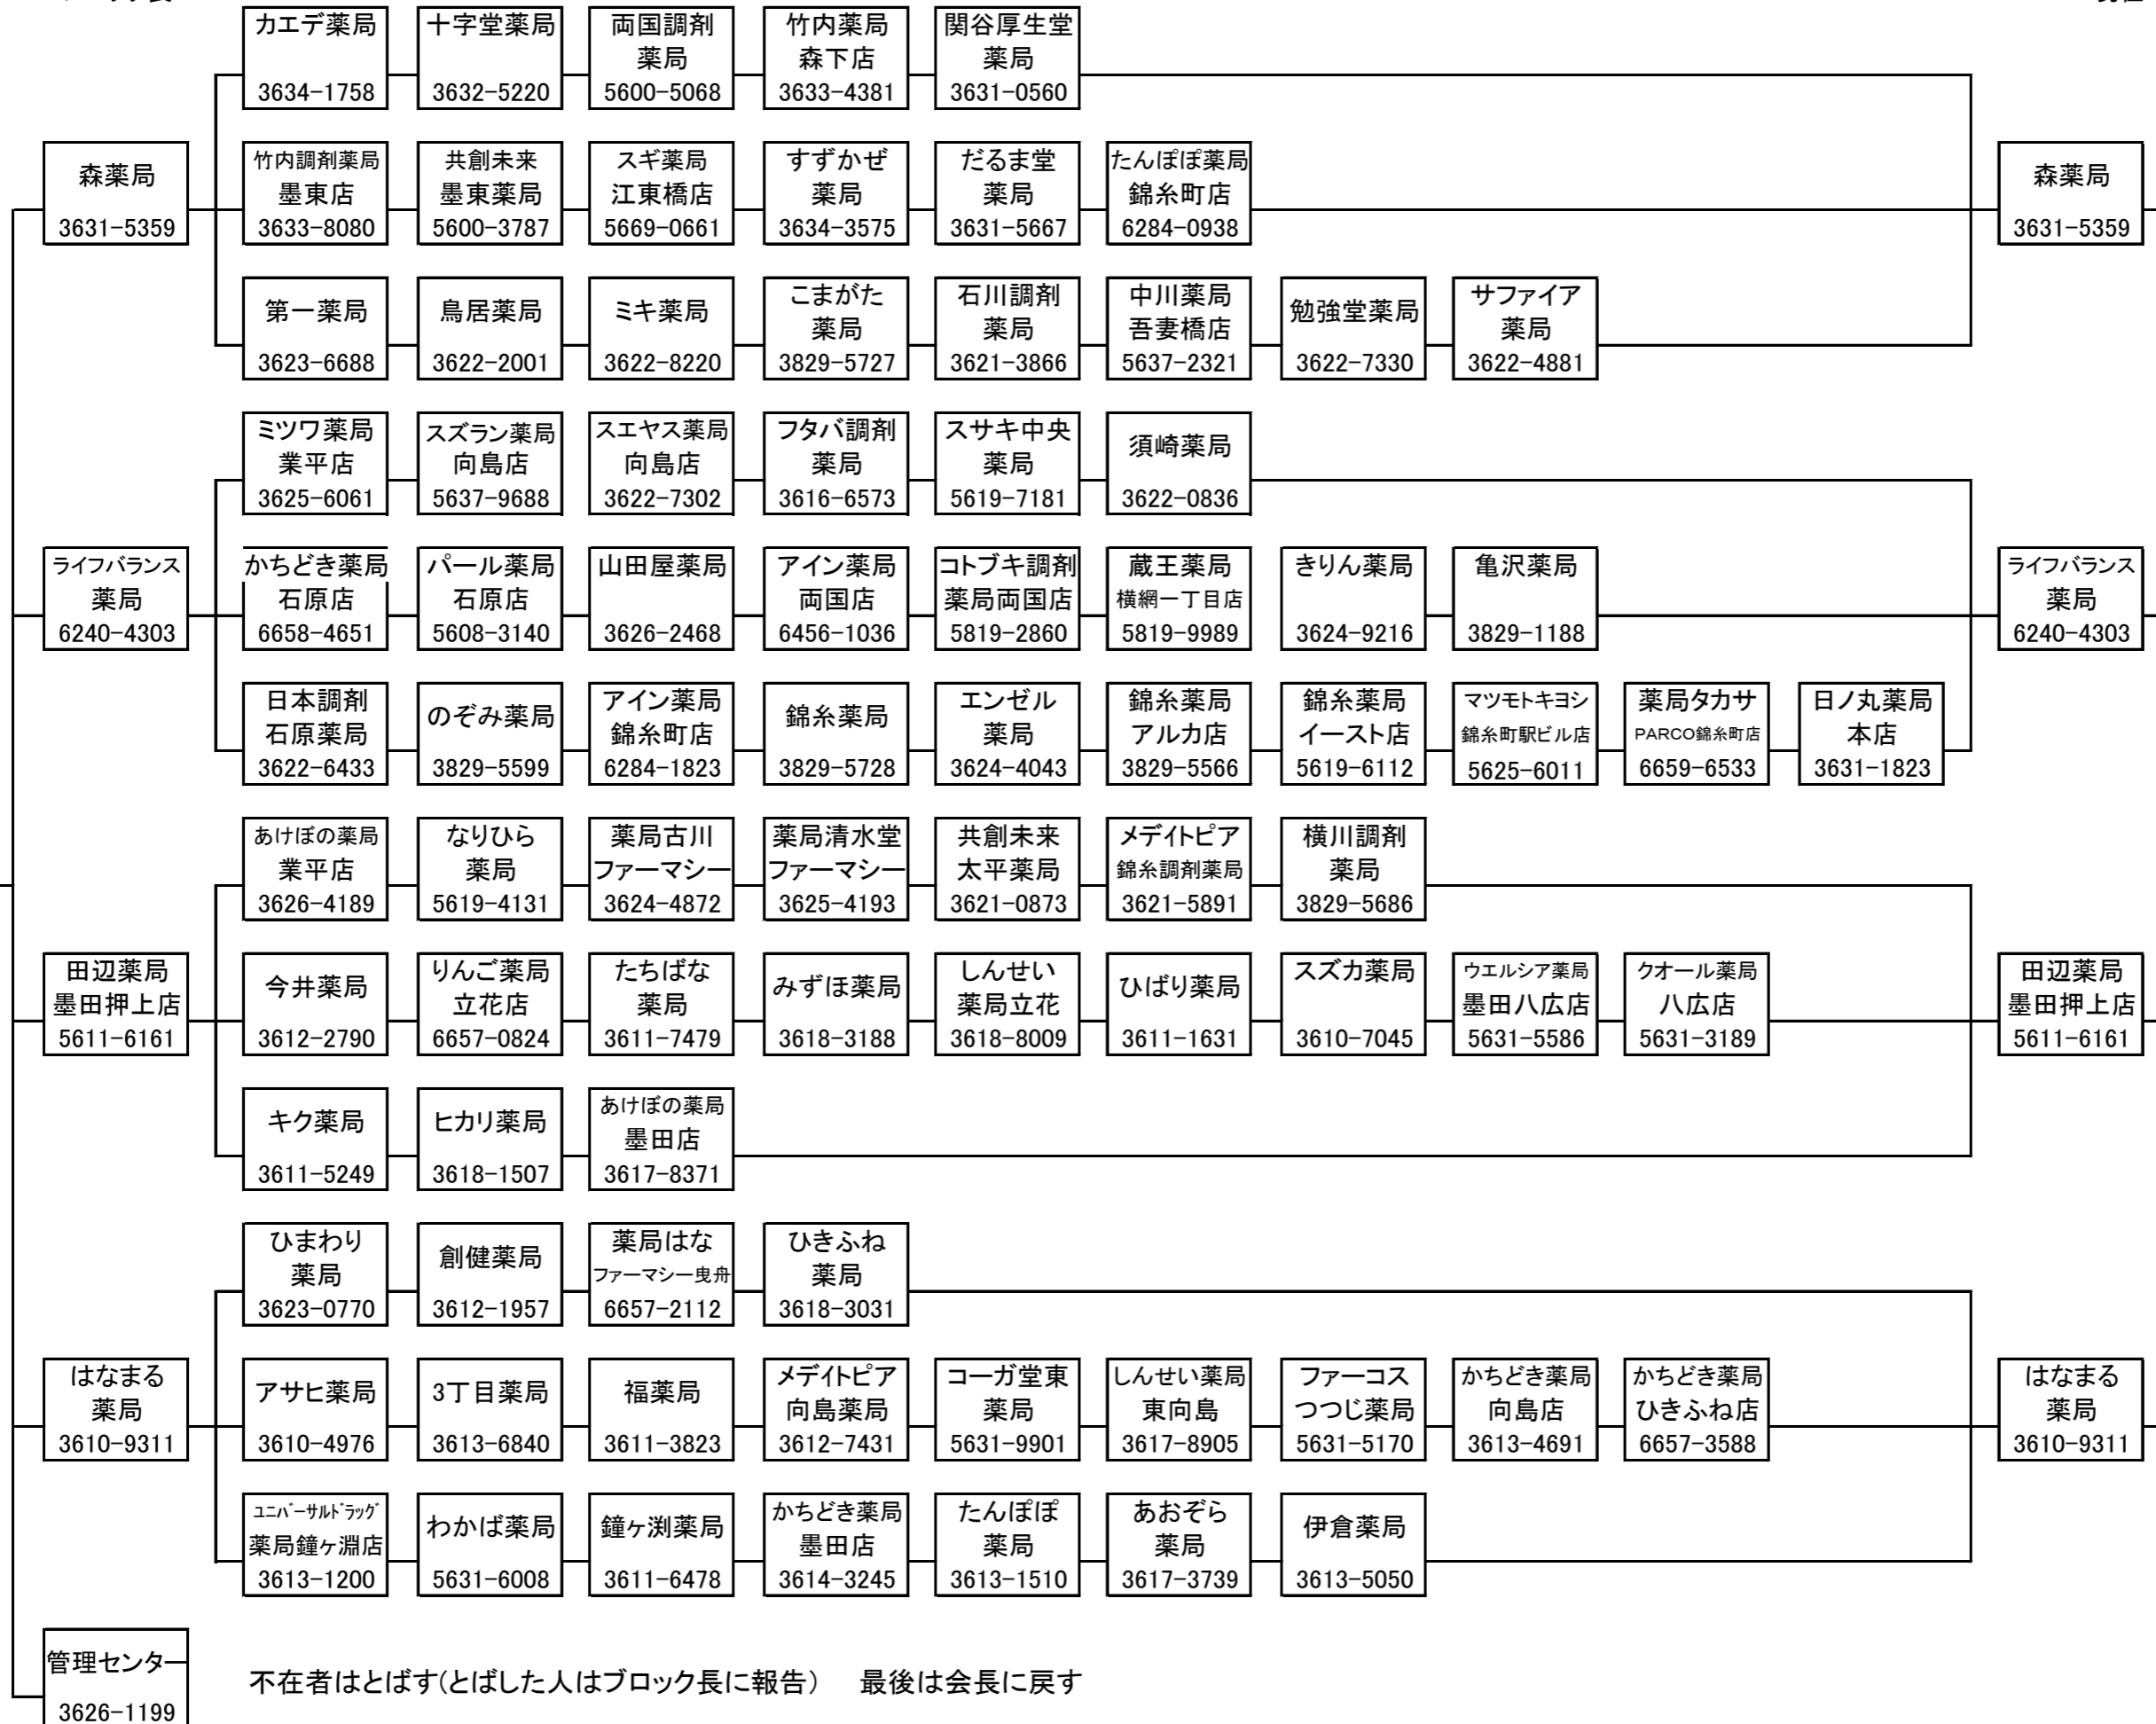 カエデ薬局
3634-1758
十字堂薬局
3632-5220
両国調剤
薬局
5600-5068
竹内薬局
森下店
3633-4381
関谷厚生堂
薬局
3631-0560
森薬局
3631-5359
竹内調剤薬局
墨東店
3633-8080
共創未来
墨東薬局
5600-3787
スギ薬局
江東橋店
5669-0661
すずかぜ
薬局
3634-3575
だるま堂
薬局
3631-5667
たんぽぽ薬局
錦糸町店
6284-0938
森薬局
3631-5359
第一薬局
3623-6688
鳥居薬局
3622-2001
ミキ薬局
3622-8220
こまがた
薬局
3829-5727
石川調剤
薬局
3621-3866
中川薬局
吾妻橋店
5637-2321
勉強堂薬局
3622-7330
サファイア
薬局
3622-4881
ミツワ薬局
業平店
3625-6061
スズラン薬局
向島店
5637-9688
スエヤス薬局
向島店
3622-7302
フタバ調剤
薬局
3616-6573
スサキ中央
薬局
5619-7181
須崎薬局
3622-0836
ライフバランス
薬局
6240-4303
かちどき薬局
石原店
6658-4651
パール薬局
石原店
5608-3140
山田屋薬局
3626-2468
アイン薬局
両国店
6456-1036
コトブキ調剤
薬局両国店
5819-2860
蔵王薬局
横網一丁目店
5819-9989
きりん薬局
3624-9216
亀沢薬局
3829-1188
ライフバランス
薬局
6240-4303
日本調剤
石原薬局
3622-6433
のぞみ薬局
3829-5599
アイン薬局
錦糸町店
6284-1823
錦糸薬局
3829-5728
エンゼル
薬局
3624-4043
錦糸薬局
アルカ店
3829-5566
錦糸薬局
イースト店
5619-6112
マツモトキヨシ
錦糸町駅ビル店
5625-6011
薬局タカサ
PARCO錦糸町店
6659-6533
日ノ丸薬局
本店
3631-1823
あけぼの薬局
業平店
3626-4189
なりひら
薬局
5619-4131
薬局古川
ファーマシー
3624-4872
薬局清水堂
ファーマシー
3625-4193
共創未来
太平薬局
3621-0873
メデイトピア
錦糸調剤薬局
3621-5891
横川調剤
薬局
3829-5686
田辺薬局
墨田押上店
5611-6161
今井薬局
3612-2790
りんご薬局
立花店
6657-0824
たちばな
薬局
3611-7479
みずほ薬局
3618-3188
しんせい
薬局立花
3618-8009
ひばり薬局
3611-1631
スズカ薬局
3610-7045
ウエルシア薬局
墨田八広店
5631-5586
クオール薬局
八広店
5631-3189
田辺薬局
墨田押上店
5611-6161
キク薬局
3611-5249
ヒカリ薬局
3618-1507
あけぼの薬局
墨田店
3617-8371
ひまわり
薬局
3623-0770
創健薬局
3612-1957
薬局はな
ファーマシー曳舟
6657-2112
ひきふね
薬局
3618-3031
はなまる
薬局
3610-9311
アサヒ薬局
3610-4976
3丁目薬局
3613-6840
福薬局
3611-3823
メデイトピア
向島薬局
3612-7431
コーガ堂東
薬局
5631-9901
しんせい薬局
東向島
3617-8905
ファーコス
つつじ薬局
5631-5170
かちどき薬局
向島店
3613-4691
かちどき薬局
ひきふね店
6657-3588
はなまる
薬局
3610-9311
ユニバーサルドラッグ
薬局鐘ヶ淵店
3613-1200
わかば薬局
5631-6008
鐘ヶ渕薬局
3611-6478
かちどき薬局
墨田店
3614-3245
たんぽぽ
薬局
3613-1510
あおぞら
薬局
3617-3739
伊倉薬局
3613-5050
管理センター
3626-1199
不在者はとばす(とばした人はブロック長に報告） 最後は会長に戻す